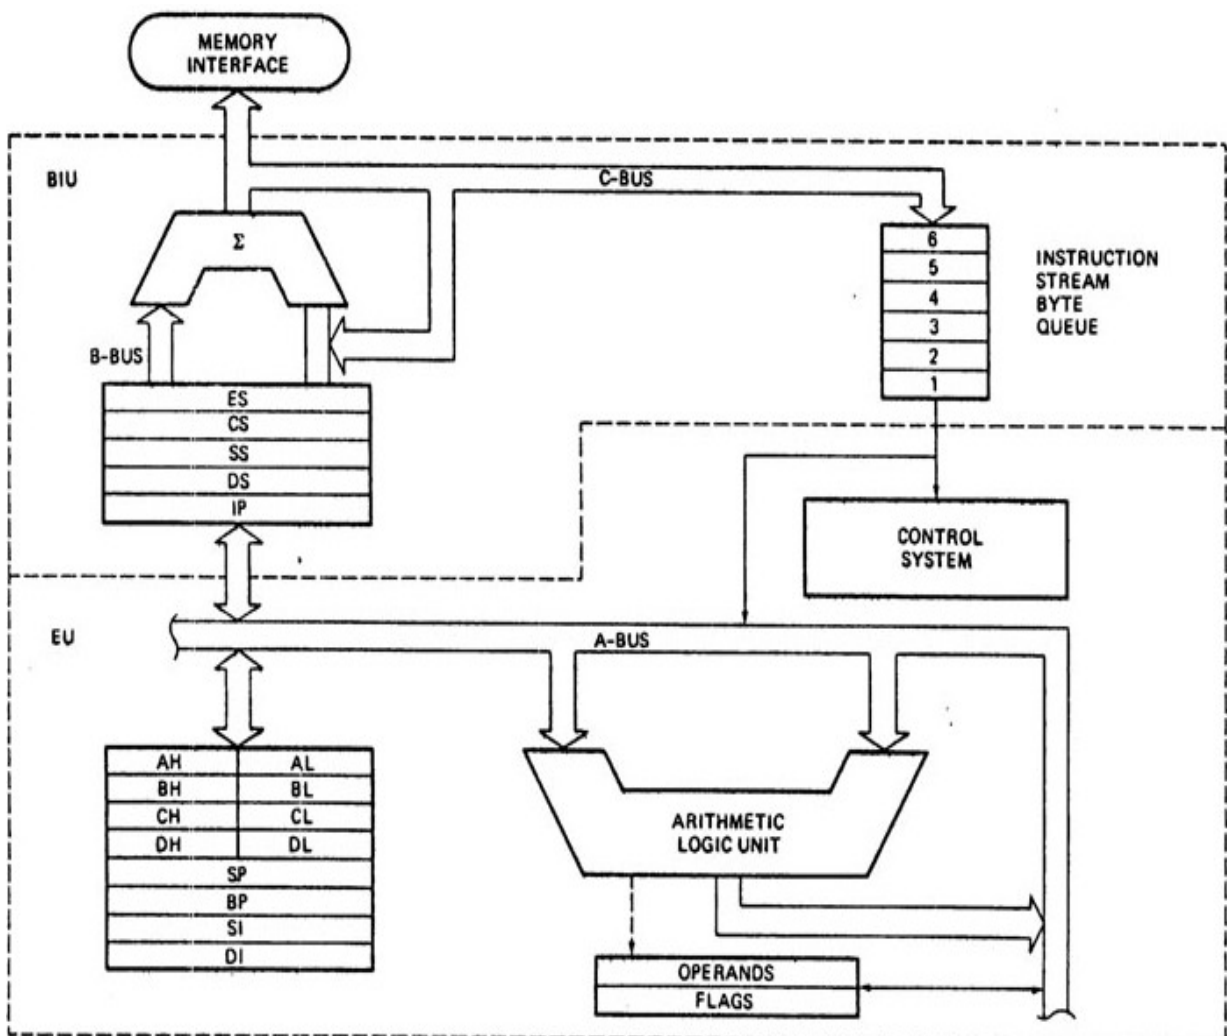 MEMORY
INTERFACE
BIU
C-BUS
Σ
6
5
4
3
2
1
INSTRUCTION
STREAM
BYTE
QUEUE
B-BUS
ES
CS
SS
DS
IP
CONTROL
SYSTEM
EU
A-BUS
AH AL
BH BL
CH CL
DH DL
SP
BP
SI
DI
ARITHMETIC
LOGIC UNIT
OPERANDS
FLAGS